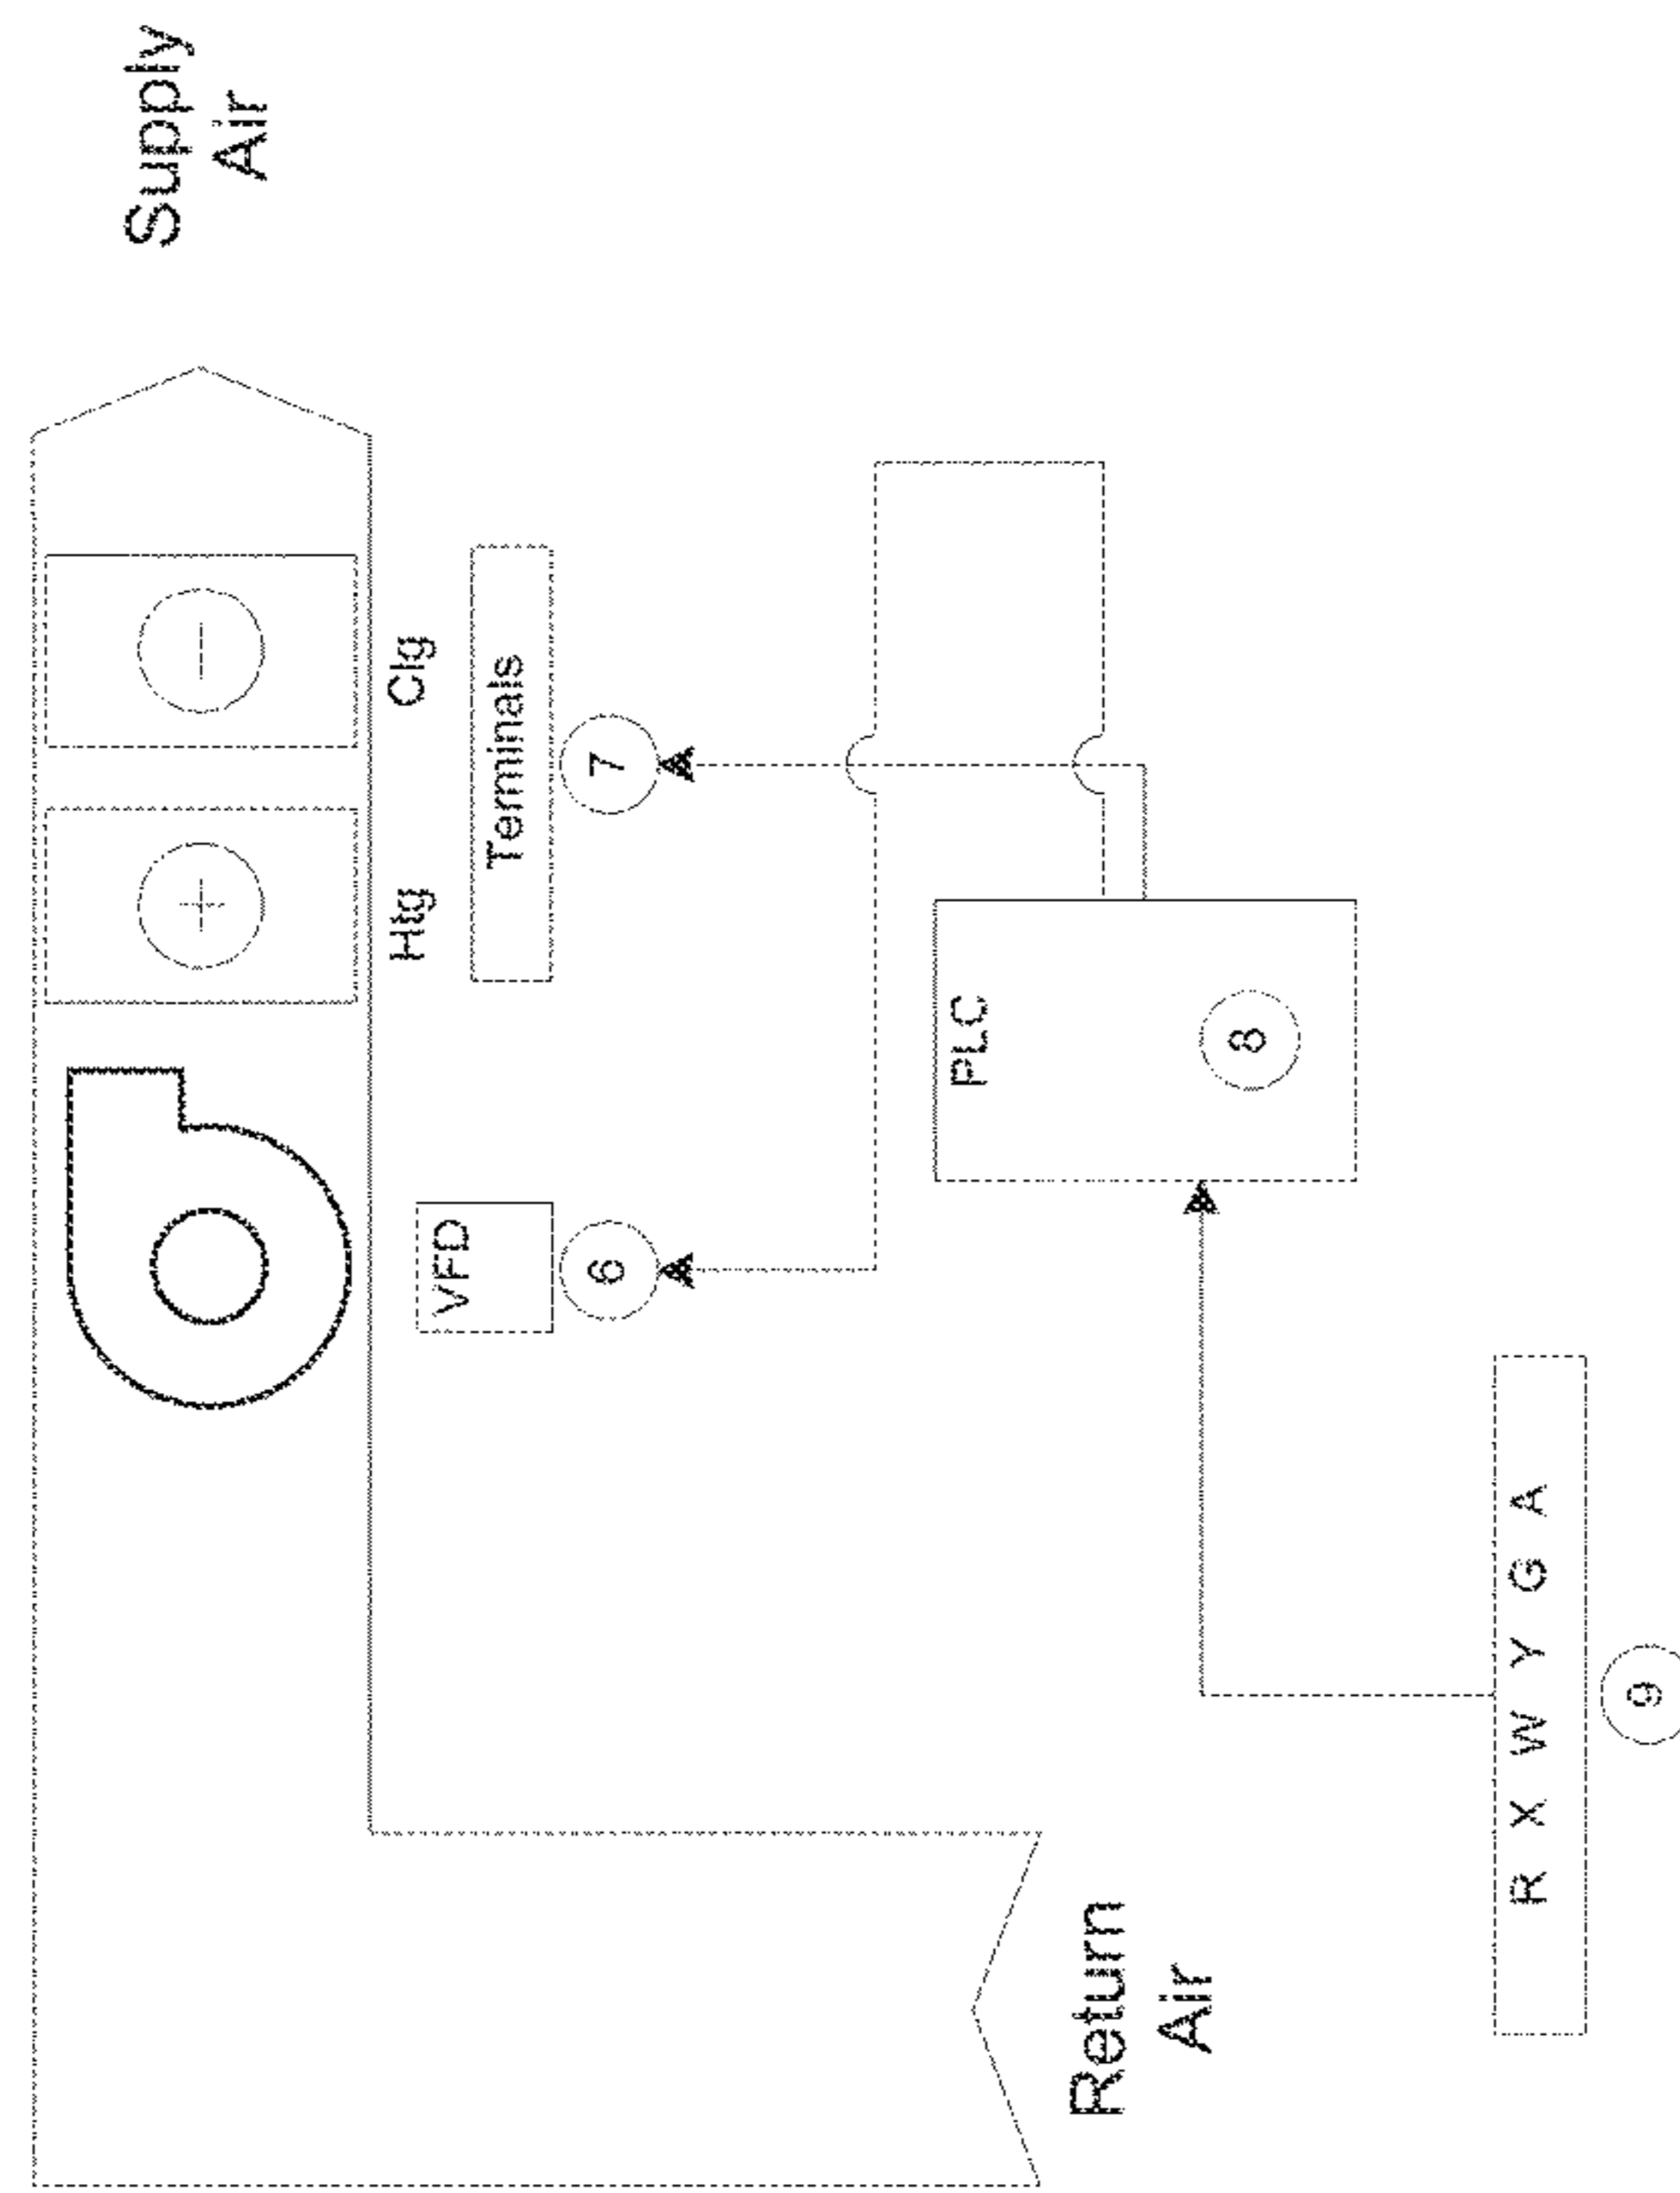 Supply
Air
Htg
Clg
VFD
Terminals
6
7
PLC
8
Return
Air
R X W Y G A
9